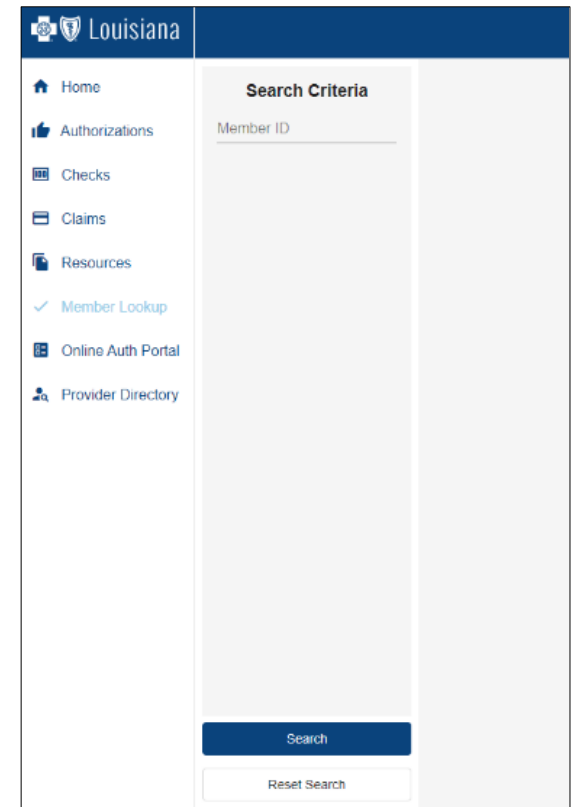 Louisiana
Home
Authorizations
Checks
Claims
Resources
Member Lookup
Online Auth Portal
Provider Directory
Search Criteria
Member ID
Search
Reset Search